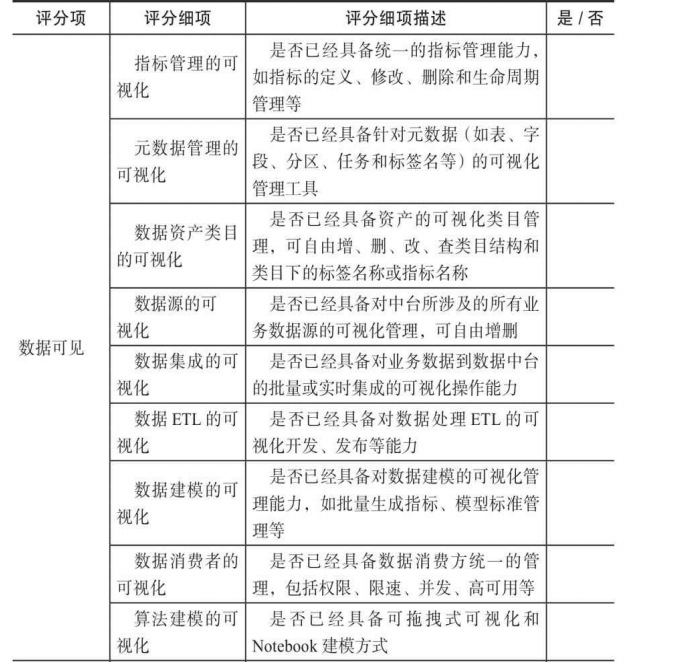 评分项 评分细项 评分细项描述 是 / 否
数据可见
指标管理的可
视化
是否已经具备统一的指标管理能力，
如指标的定义、修改、删除和生命周期
管理等
元数据管理的
可视化
是否已经具备针对元数据（如表、字
段、分区、任务和标签名等）的可视化
管理工具
数据资产类目
的可视化
是否已经具备资产的可视化类目管
理，可自由增、删、改、查类目结构和
类目下的标签名称或指标名称
数据源的可
视化
是否已经具备对中台所涉及的所有业
务数据源的可视化管理，可自由增删
数据集成的可
视化
是否已经具备对业务数据到数据中台
的批量或实时集成的可视化操作能力
数据 ETL 的可
视化
是否已经具备对数据处理 ETL 的可
视化开发、发布等能力
数据建模的可
视化
是否已经具备对数据建模的可视化管
理能力，如批量生成指标、模型标准管
理等
数据消费者的
可视化
是否已经具备数据消费方统一的管
理，包括权限、限速、并发、高可用等
算法建模的可
视化
是否已经具备可拖拽式可视化和
Notebook 建模方式